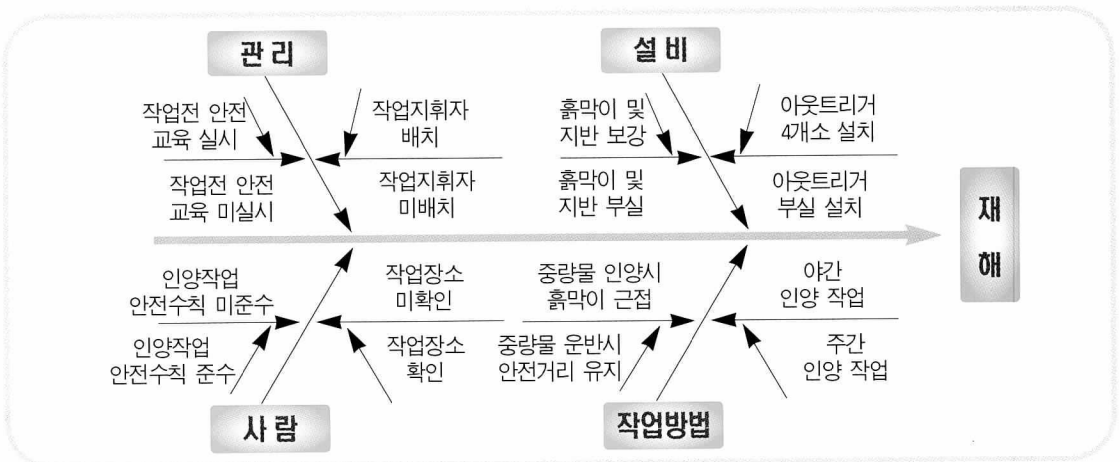 관 리
설 비
작업전 안전
교육 실시
작업지휘자
배치
흙막이 및
지반 보강
아웃트리거
4개소 설치
작업전 안전
교육 미실시
작업지휘자
미배치
흙막이 및
지반 부실
아웃트리거
부실 설치
재
해
인양작업
안전수칙 미준수
작업장소
미확인
중량물 인양시
흙막이 근접
야간
인양 작업
인양작업
안전수칙 준수
작업장소
확인
중량물 운반시
안전거리 유지
주간
인양 작업
사 람
작업방법